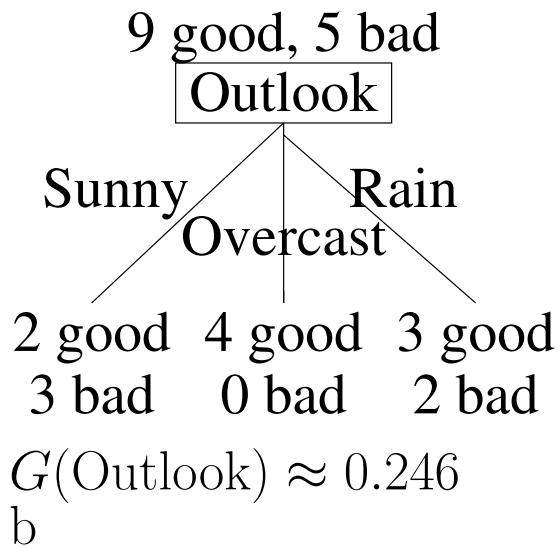 9 good, 5 bad
Outlook
Sunny
Rain
Overcast
2 good 4 good 3 good
3 bad 0 bad 2 bad
G(Outlook) ≈ 0.246
b